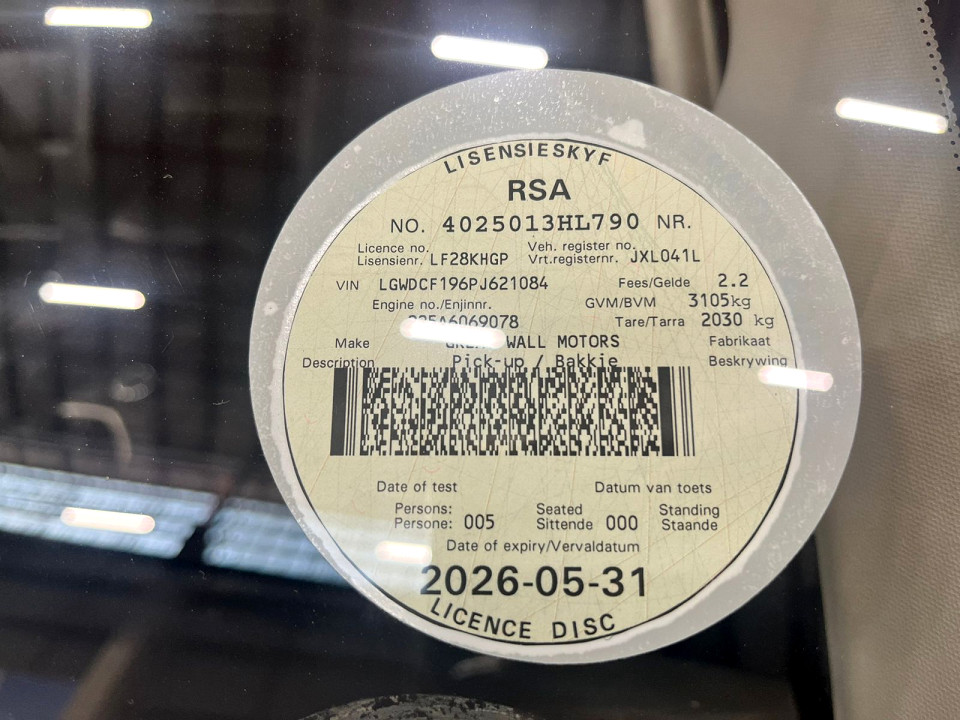 LISENSIESKYF
RSA
NO. 4025013HL790 NR.
Licence no. Veh. register no.
Lisensienr. LF28KHGP Vrt.registernr. JXL041L
VIN LGWDCF196PJ621084 Fees/Gelde 2.2
Engine no./Enjinnr. GVM/BVM 3105kg
Tare/Tarra 2030 kg
Make WALL MOTORS Fabrikaat
Description Pick-up / Bakkie Beskrywing
Date of test Datum van toets
Persons: Seated Standing
Persone: 005 Sittende 000 Staande
Date of expiry/Vervaldatum
2026-05-31
LICENCE DISC